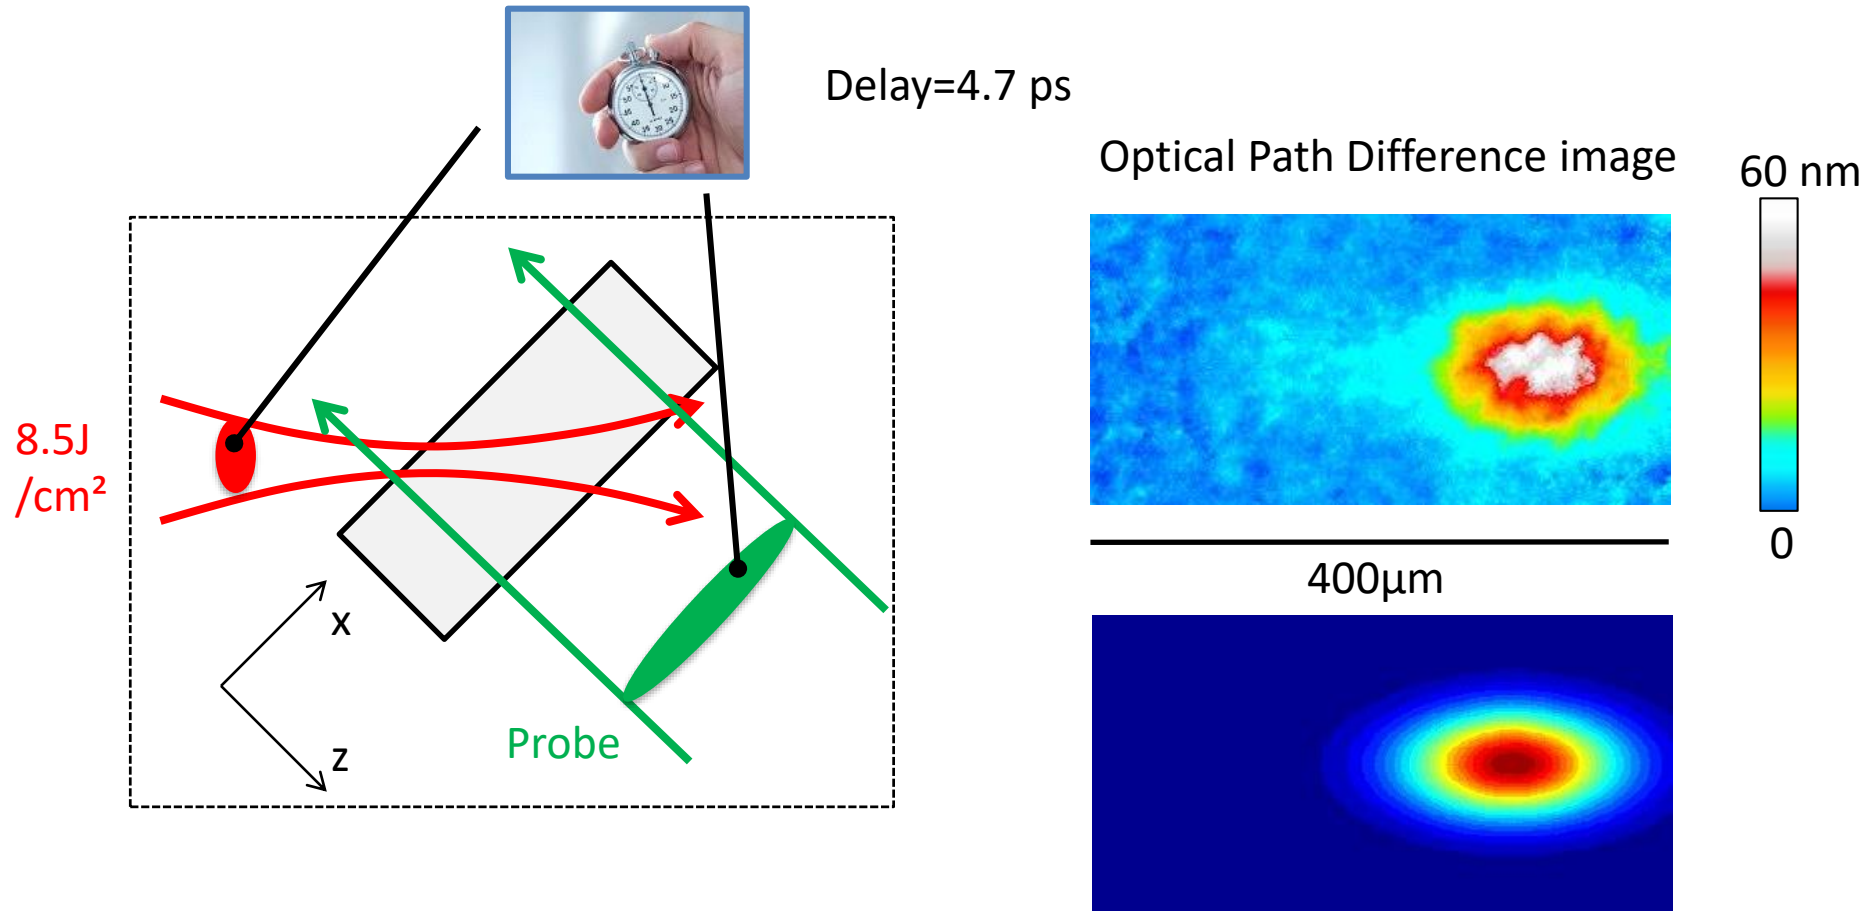 Delay=4.7 ps
Optical Path Difference image
60 nm
8.5J
/cm²
0
400µm
x
Probe
z